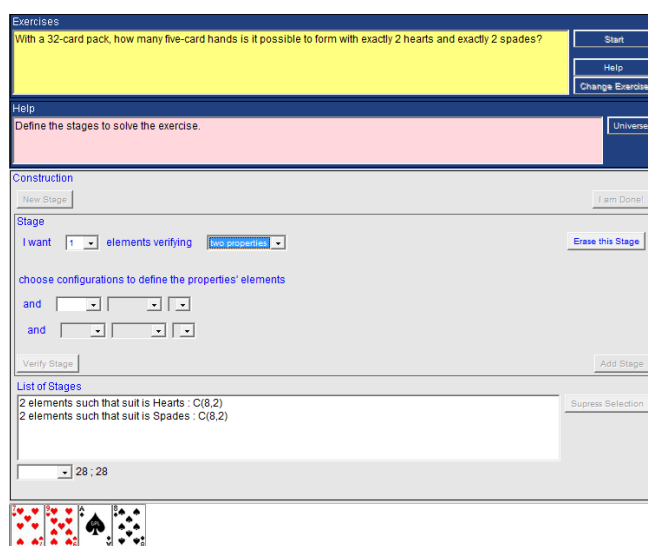 Exercises
With a 32-card pack, how many five-card hands is it possible to form with exactly 2 hearts and exactly 2 spades?
Start
Help
Change Exercise
Help
Define the stages to solve the exercise.
Universe
Construction
New Stage
I am Done!
Stage
I want 1 elements verifying two properties
Erase this Stage
choose configurations to define the properties' elements
and
and
Verify Stage
Add Stage
List of Stages
2 elements such that suit is Hearts : C(8,2)
2 elements such that suit is Spades : C(8,2)
Supress Selection
28 ; 28
7 9 A 8